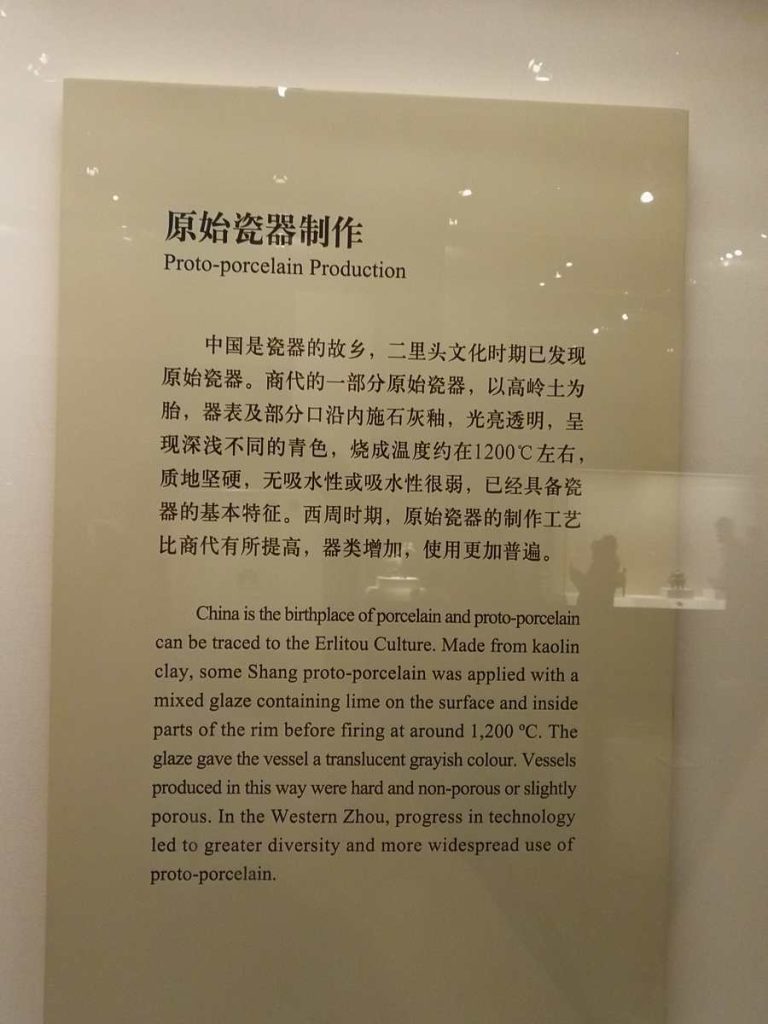 原始瓷器制作
Proto-porcelain Production
中国是瓷器的故乡，二里头文化时期已发现
原始瓷器。商代的一部分原始瓷器，以高岭土为
胎，器表及部分口沿内施石灰釉，光亮透明，呈
现深浅不同的青色，烧成温度约在1200℃左右，
质地坚硬，无吸水性或吸水性很弱，已经具备瓷
器的基本特征。西周时期，原始瓷器的制作工艺
比商代有所提高，器类增加，使用更加普遍。
China is the birthplace of porcelain and proto-porcelain
can be traced to the Erlitou Culture. Made from kaolin
clay, some Shang proto-porcelain was applied with a
mixed glaze containing lime on the surface and inside
parts of the rim before firing at around 1,200 ºC. The
glaze gave the vessel a translucent grayish colour. Vessels
produced in this way were hard and non-porous or slightly
porous. In the Western Zhou, progress in technology
led to greater diversity and more widespread use of
proto-porcelain.